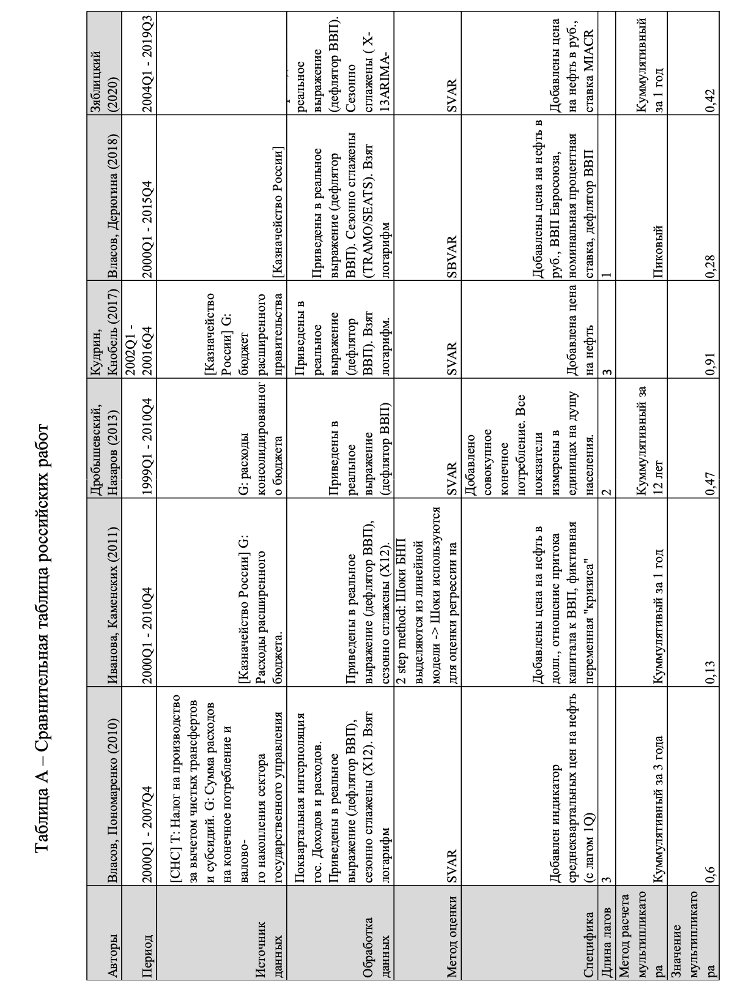 Таблица А – Сравнительная таблица российских работ
Авторы
Власов, Пономаренко (2010)
Иванова, Каменских (2011)
Дробышевский,
Назаров (2013)
Кудрин,
Кнобель (2017)
Власов, Дерюгина (2018)
Зяблицкий
(2020)
Период
2000Q1 - 2007Q4
2000Q1 - 2010Q4
1999Q1 - 2010Q4
2002Q1 -
20016Q4
2000Q1 - 2015Q4
2004Q1 - 2019Q3
Источник
данных
[СНС] Т: Налог на производство
за вычетом чистых трансфертов
и субсидий. G: Сумма расходов
на конечное потребление и
валово-
го накопления сектора
государственного управления
[Казначейство России] G:
Расходы расширенного
бюджета.
G: расходы
консолидированног
о бюджета
[Казначейство
России] G:
бюджет
расширенного
правительства
[Казначейство России]
Обработка
данных
Поквартальная интерполяция
гос. Доходов и расходов.
Приведены в реальное
выражение (дефлятор ВВП),
сезонно сглажены (X12). Взят
логарифм
Приведены в реальное
выражение (дефлятор ВВП),
сезонно сглажены (X12).
Приведены в
реальное
выражение
(дефлятор ВВП)
Приведены в
реальное
выражение
(дефлятор
ВВП). Взят
логарифм.
Приведены в реальное
выражение (дефлятор
ВВП). Сезонно сглажены
(TRAMO/SEATS). Взят
логарифм
реальное
выражение
(дефлятор ВВП).
Сезонно
сглажены ( X-
13ARIMA-
Метод оценки
SVAR
2 step method: Шоки БНП
выделяются из линейной
модели -> Шоки используются
для оценки регрессии на
SVAR
SVAR
SBVAR
SVAR
Специфика
Добавлен индикатор
среднеквартальных цен на нефть
(с лагом 1Q)
Добавлены цена на нефть в
долл., отношение притока
капитала к ВВП, фиктивная
переменная "кризиса"
Добавлено
совокупное
конечное
потребление. Все
показатели
измерены в
единицах на душу
населения.
Добавлена цена
на нефть
Добавлены цена на нефть в
руб., ВВП Евросоюза,
номинальная процентная
ставка, дефлятор ВВП
Добавлены цена
на нефть в руб.,
ставка MIACR
Длина лагов
3
2
3
1
Метод расчета
мультипликато
ра
Куммулятивный за 3 года
Куммулятивый за 1 год
Куммулятивный за
12 лет
Пиковый
Куммулятивный
за 1 год
Значение
мультипликато
ра
0,6
0,13
0,47
0,91
0,28
0,42